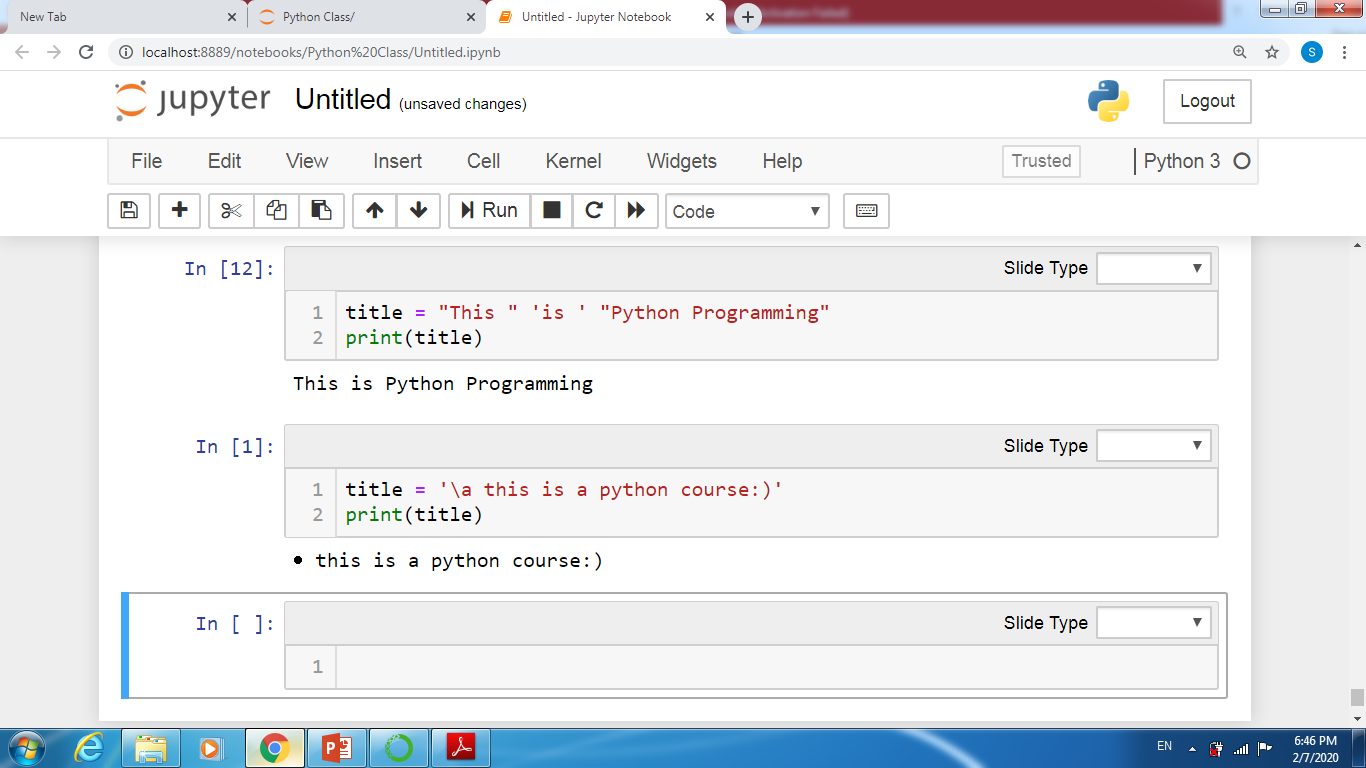 New Tab
Python Class/
Untitled - Jupyter Notebook
localhost:8889/notebooks/Python%20Class/Untitled.ipynb
S
jupyter Untitled (unsaved changes)
Logout
File Edit View Insert Cell Kernel Widgets Help
Trusted
Python 3
Run
Code
In [12]:
Slide Type
1 title = "This " 'is ' "Python Programming"
2 print(title)
This is Python Programming
In [1]:
Slide Type
1 title = '\a this is a python course:)'
2 print(title)
• this is a python course:)
In [ ]:
Slide Type
1
EN
6:46 PM
2/7/2020